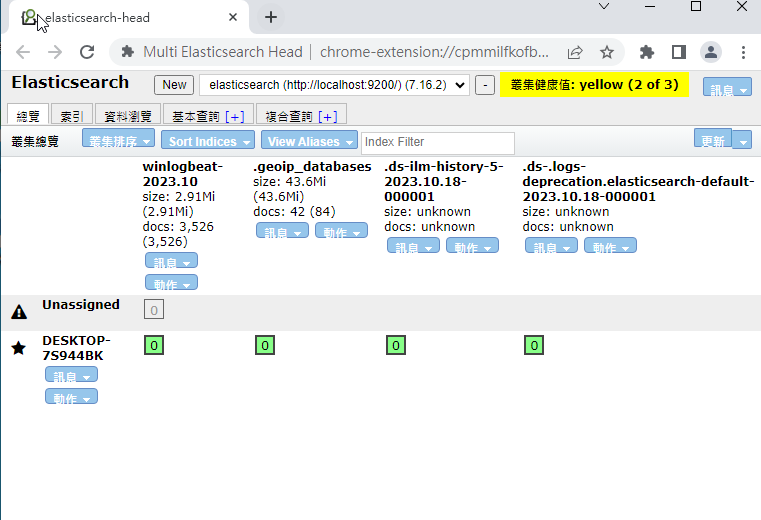 elasticsearch-head
Multi Elasticsearch Head | chrome-extension://cpmmilfkofb...
Elasticsearch New elasticsearch (http://localhost:9200/) (7.16.2) - 叢集健康值: yellow (2 of 3) 訊息
總覽 索引 資料瀏覽 基本查詢 [+] 複合查詢 [+]
叢集總覽 叢集排序 Sort Indices View Aliases Index Filter 更新
winlogbeat-
2023.10
size: 2.91Mi
(2.91Mi)
docs: 3,526
(3,526)
訊息
動作
.geoip_databases
size: 43.6Mi
(43.6Mi)
docs: 42 (84)
訊息 動作
.ds-ilm-history-5-
2023.10.18-
000001
size: unknown
docs: unknown
訊息 動作
.ds-.logs-
deprecation.elasticsearch-default-
2023.10.18-000001
size: unknown
docs: unknown
訊息 動作
Unassigned 0
DESKTOP-
7S944BK
訊息
動作
0 0 0 0